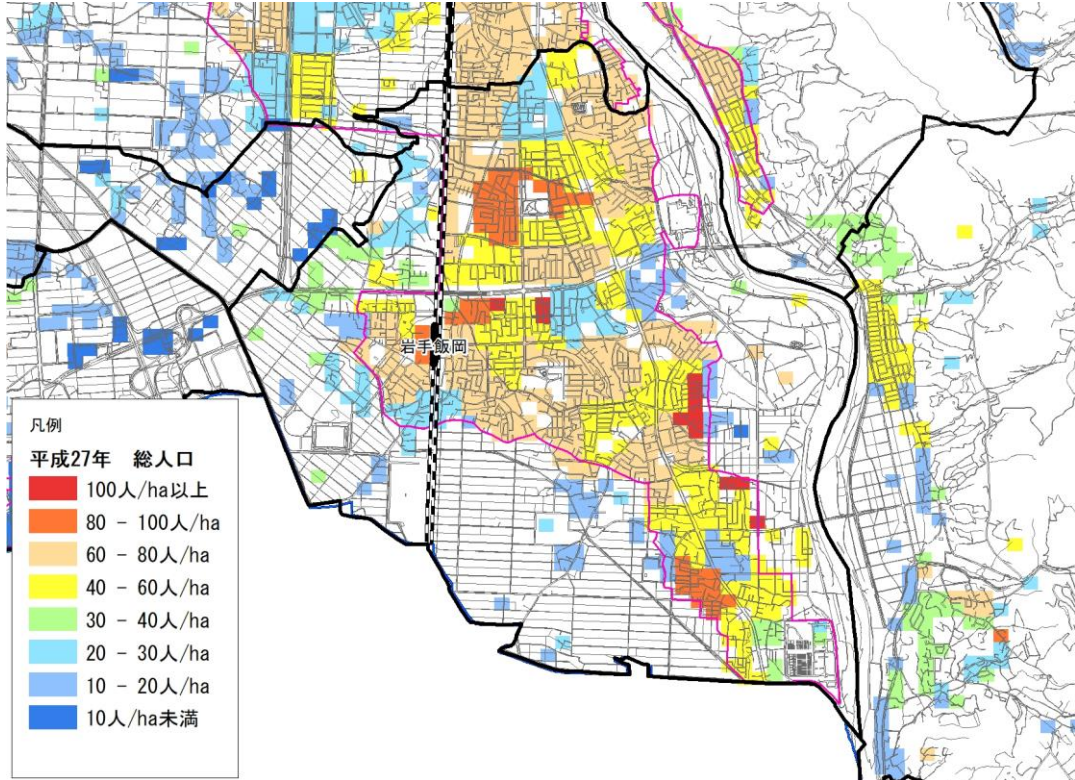 岩手飯岡
凡例
平成27年 総人口
100人/ha以上
80 - 100人/ha
60 - 80人/ha
40 - 60人/ha
30 - 40人/ha
20 - 30人/ha
10 - 20人/ha
10人/ha未満